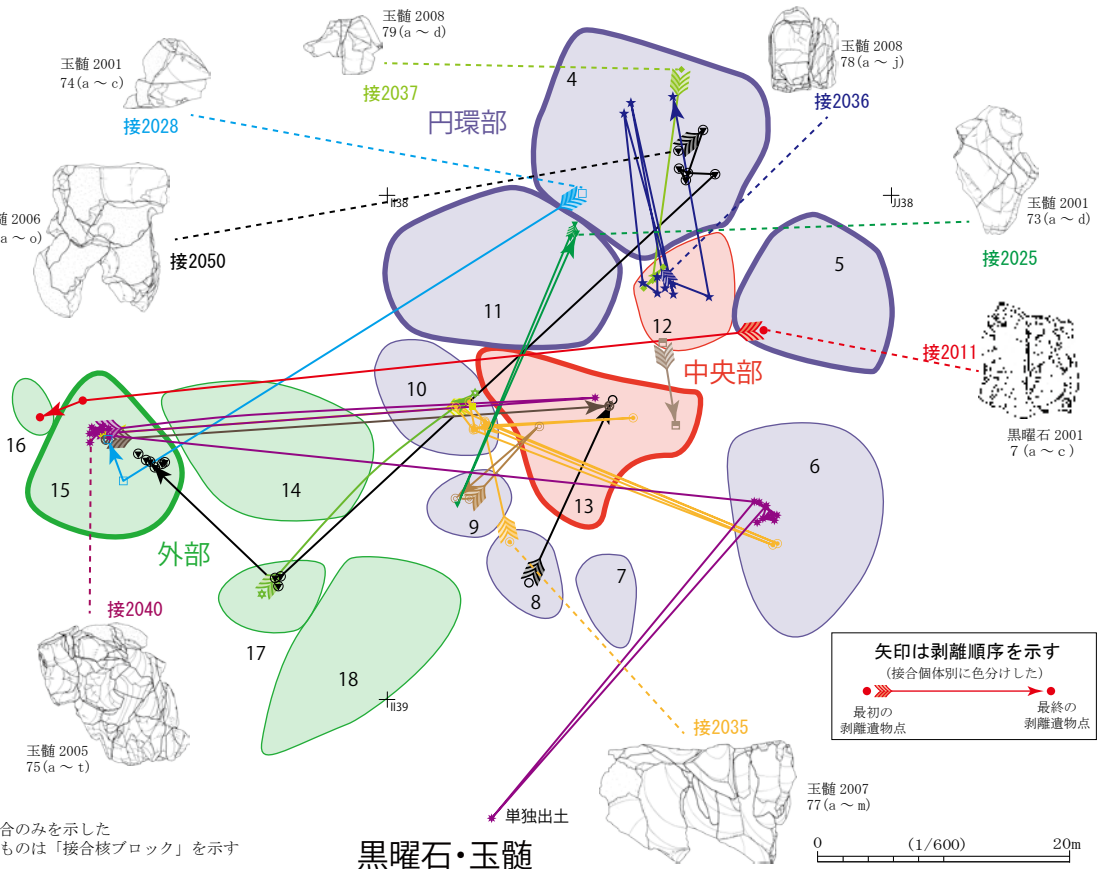 玉髄 2008
79(a ～ d)
接2037
玉髄 2001
74(a ～ c)
接2028
玉髄 2008
78(a ～ j)
接2036
4
円環部
II38
JJ38
髄 2006
a ～ o)
接2050
玉髄 2001
73(a ～ d)
接2025
5
11
12
中央部
接2011
黒曜石 2001
7 (a ～ c)
10
16
15
14
13
6
9
外部
8
7
17
18
II39
接2040
玉髄 2005
75(a ～ t)
矢印は剥離順序を示す
(接合個体別に色分けした)
最初の
剥離遺物点
最終の
剥離遺物点
接2035
玉髄 2007
77(a ～ m)
単独出土
合のみを示した
ものは「接合核ブロック」を示す
黒曜石・玉髄
0 (1/600) 20m